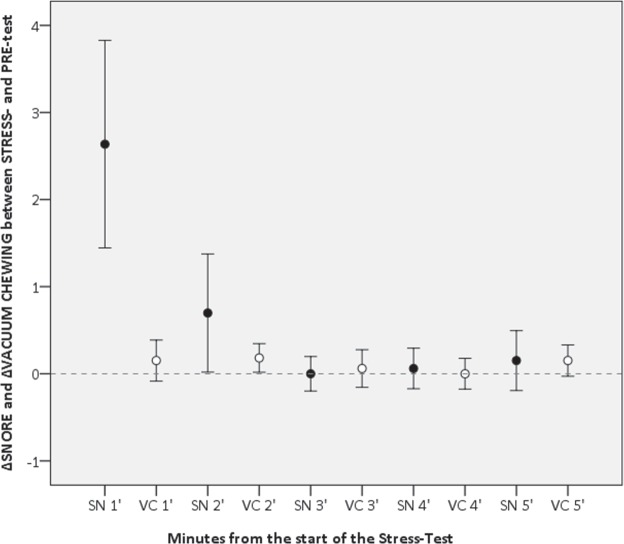 ΔSNORE and ΔVACUUM CHEWING between STRESS- and PRE-test
4
3
2
1
0
-1
SN 1' VC 1' SN 2' VC 2' SN 3' VC 3' SN 4' VC 4' SN 5' VC 5'
Minutes from the start of the Stress-Test